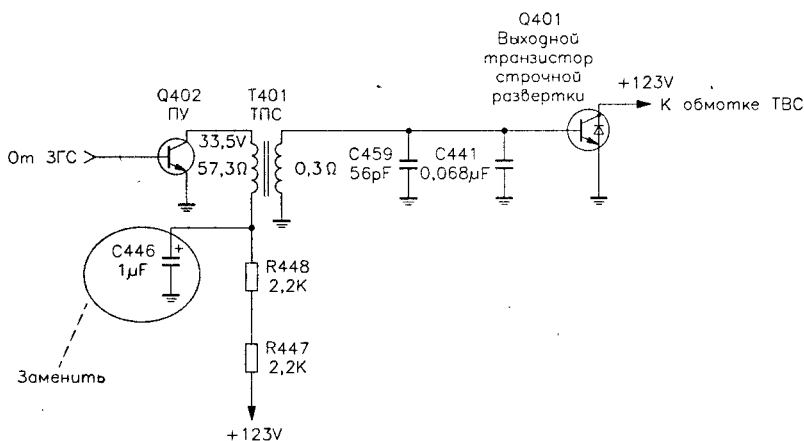 Q401
Выходной
транзистор
строчной
развертки
+123V
К обмотке ТВС
Q402
ПУ
T401
ТПС
От ЗГС
33,5V
57,3Ω
0,3Ω
C459
56pF
C441
0,068μF
C446
+
1μF
R448
2,2K
R447
2,2K
Заменить
+123V